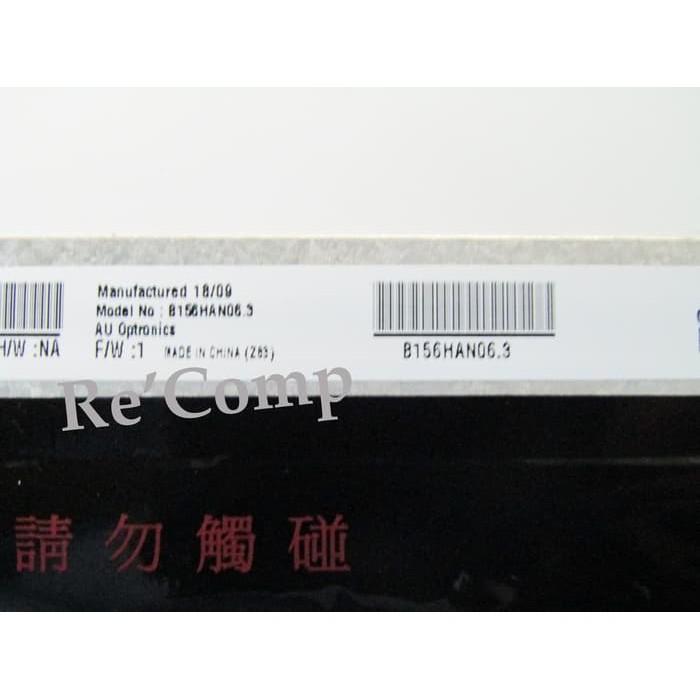 Manufactured 18/09
Model No : B156HAN06.3
AU Optronics
H/W :NA F/W :1 MADE IN CHINA (Z63)
B156HAN06.3
Re'Comp
請勿觸碰